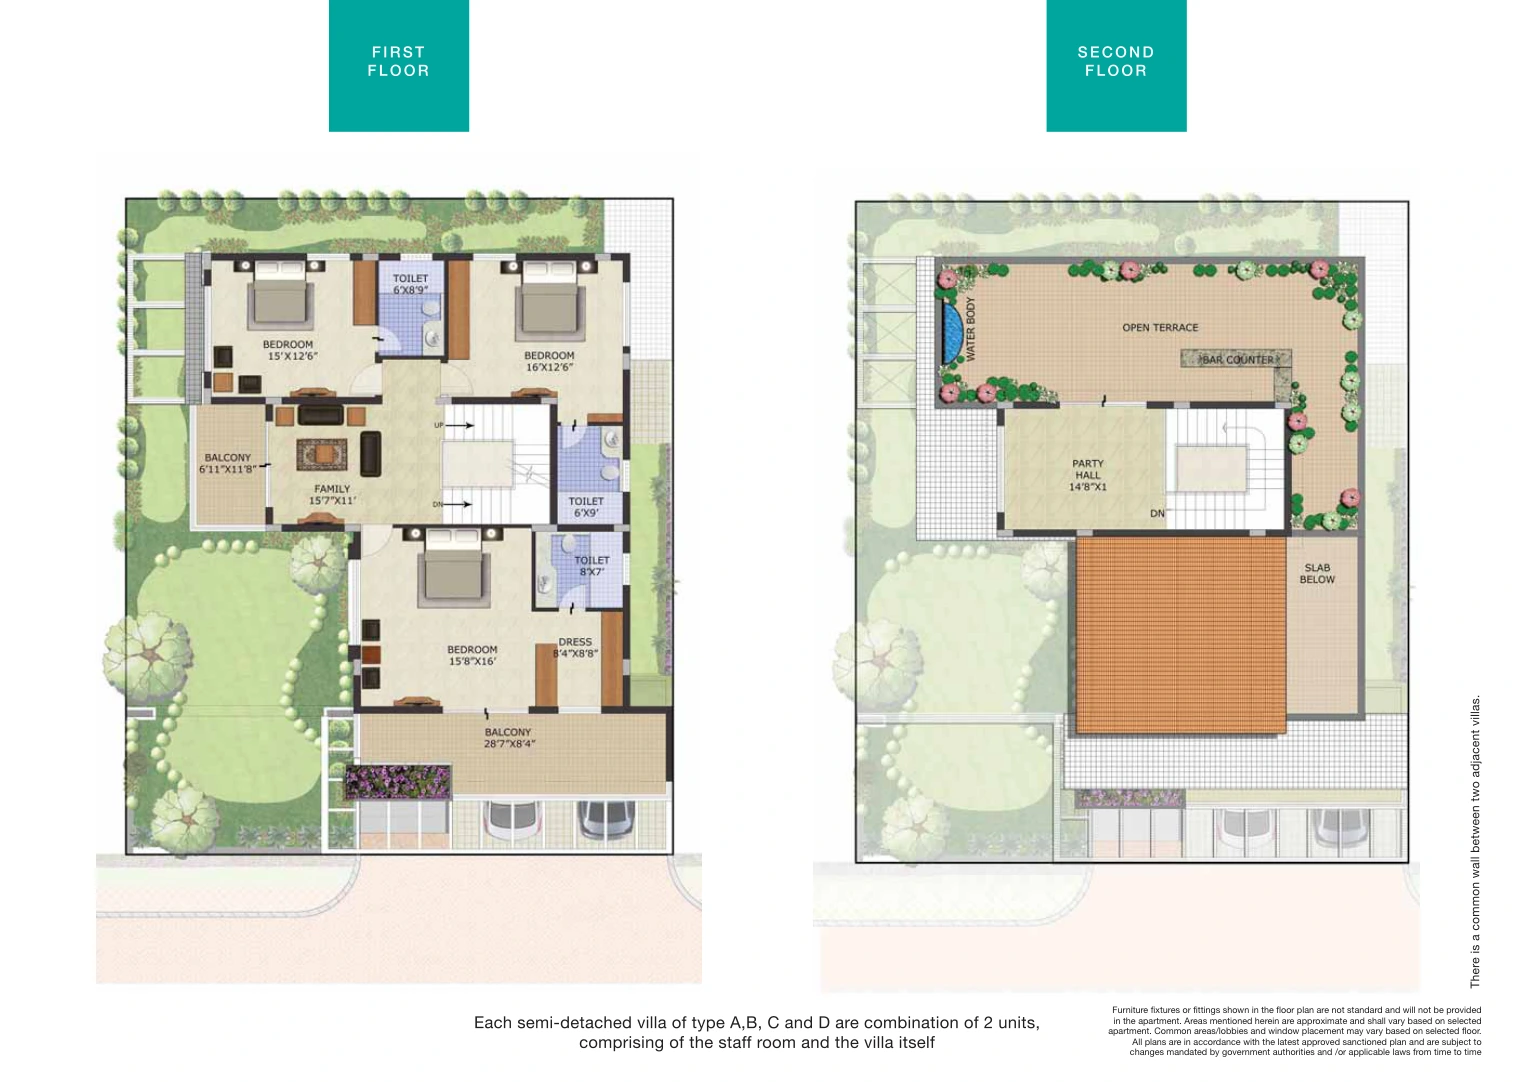 FIRST
FLOOR
TOILET
6'X8'9"
BEDROOM
15'X12'6"
BEDROOM
16'X12'6"
UP
BALCONY
6'11"X11'8"
FAMILY
15'7"X11'
DN
TOILET
6'X9'
TOILET
8'X7'
BEDROOM
15'8"X16'
DRESS
8'4"X8'8"
BALCONY
28'7"X8'4"
SECOND
FLOOR
WATER BODY
OPEN TERRACE
BAR COUNTER
PARTY
HALL
14'8"X1
DN
SLAB
BELOW
There is a common wall between two adjacent villas.
Each semi-detached villa of type A,B, C and D are combination of 2 units,
comprising of the staff room and the villa itself
Furniture fixtures or fittings shown in the floor plan are not standard and will not be provided
in the apartment. Areas mentioned herein are approximate and shall vary based on selected
apartment. Common areas/lobbies and window placement may vary based on selected floor.
All plans are in accordance with the latest approved sanctioned plan and are subject to
changes mandated by government authorities and /or applicable laws from time to time